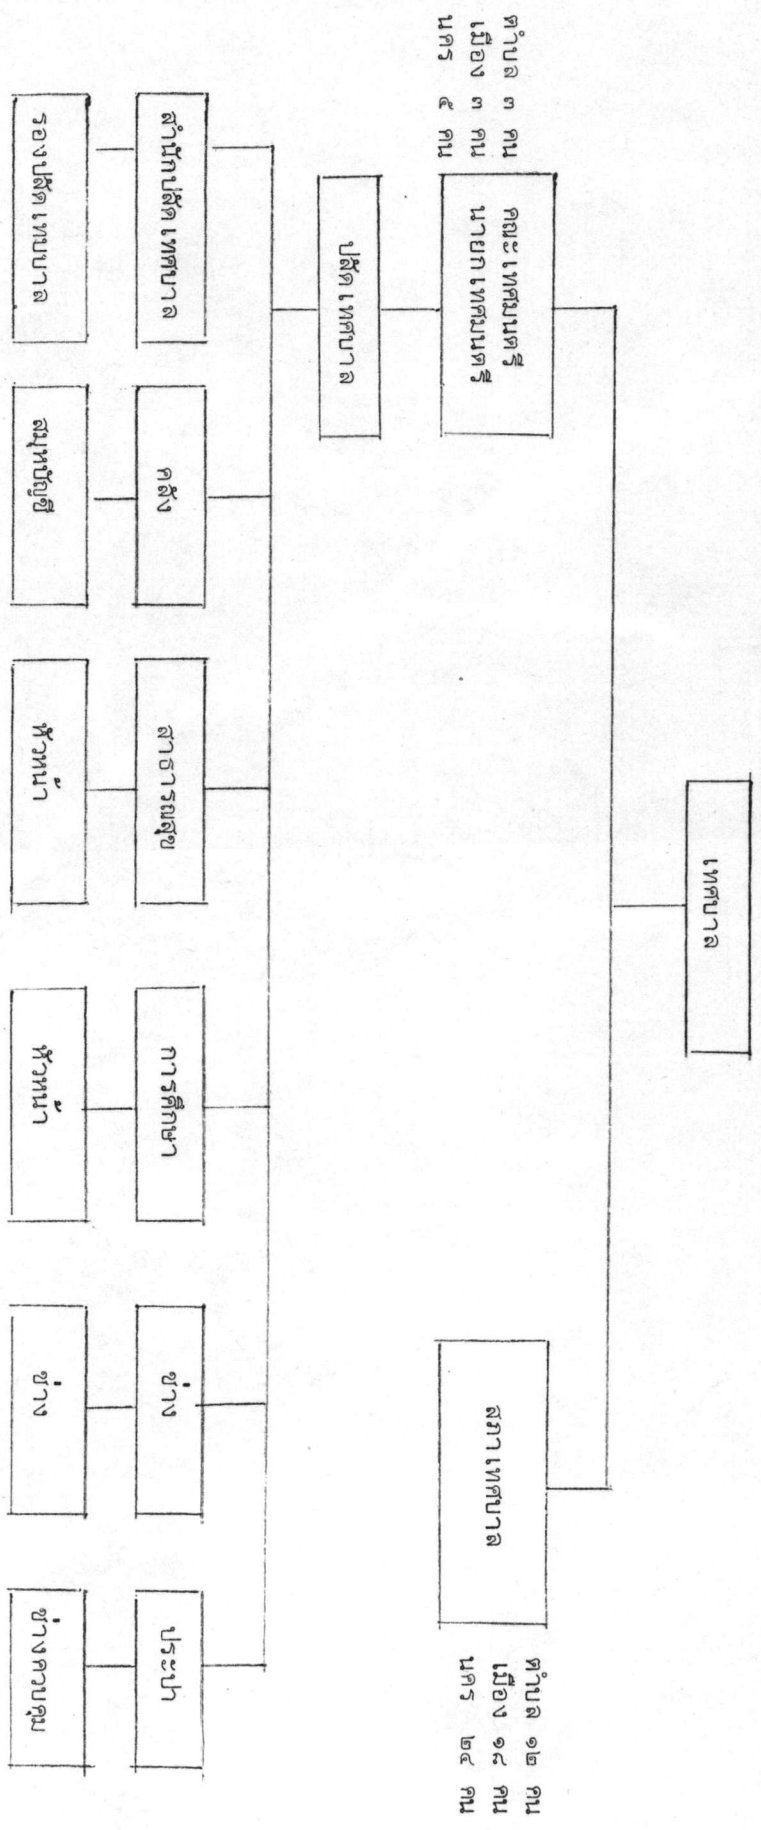 เทศบาล
ตำบล ๓ คน
เมือง ๓ คน
นคร ๕ คน
คณะเทศมนตรี
นายกเทศมนตรี
สภาเทศบาล
ตำบล ๑๒ คน
เมือง ๑๘ คน
นคร ๒๔ คน
ปลัดเทศบาล
สำนักปลัดเทศบาล
คลัง
สาธารณสุข
การศึกษา
ช่าง
ประปา
รองปลัดเทศบาล
สมุหบัญชี
หัวหน้า
หัวหน้า
ช่าง
ช่างควบคุม